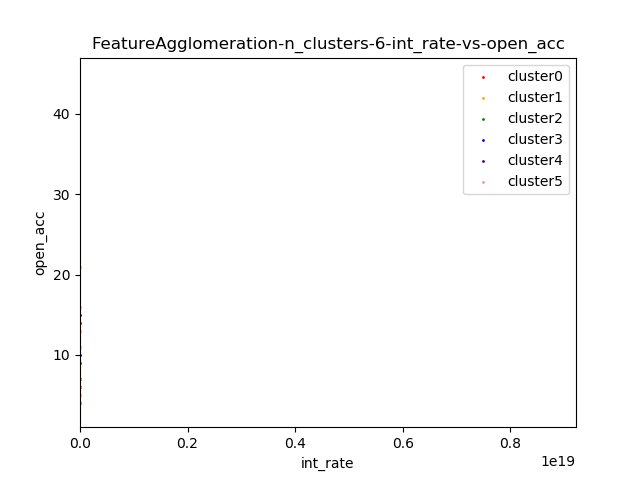 FeatureAgglomeration-n_clusters-6-int_rate-vs-open_acc
cluster0
cluster1
cluster2
cluster3
cluster4
cluster5
open_acc
40
30
20
10
0.0 0.2 0.4 0.6 0.8
1e19
int_rate